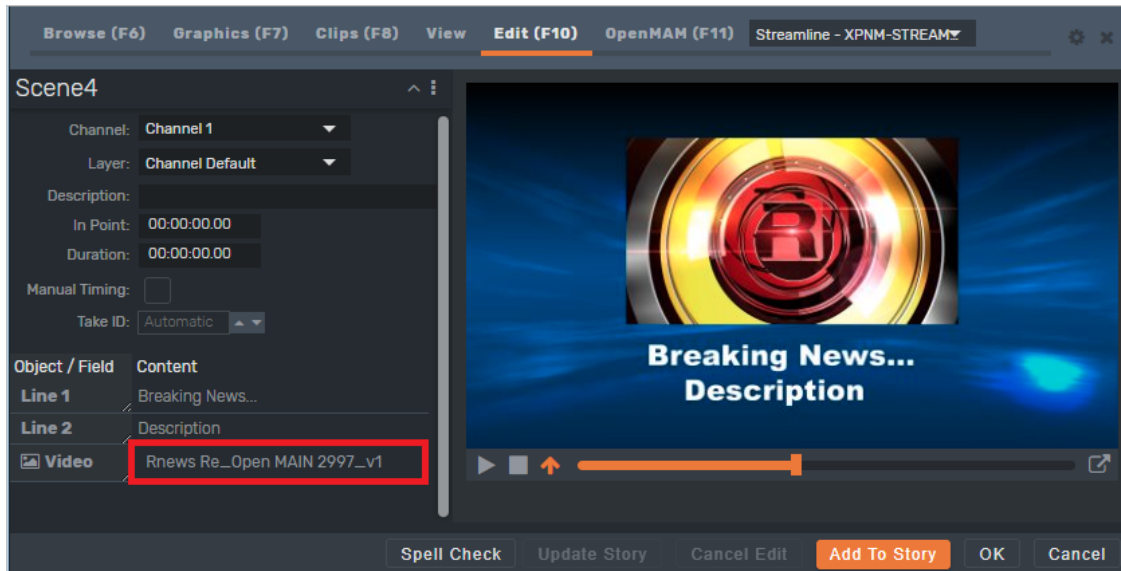 Browse (F6) Graphics (F7) Clips (F8) View Edit (F10) OpenMAM (F11) Streamline - XPNM-STREAM
Scene4
Channel: Channel 1
Layer: Channel Default
Description:
In Point: 00:00:00.00
Duration: 00:00:00.00
Manual Timing:
Take ID: Automatic
Object / Field Content
Line 1 Breaking News...
Line 2 Description
Video Rnews Re_Open MAIN 2997_v1
R
Breaking News...
Description
Spell Check Update Story Cancel Edit Add To Story OK Cancel